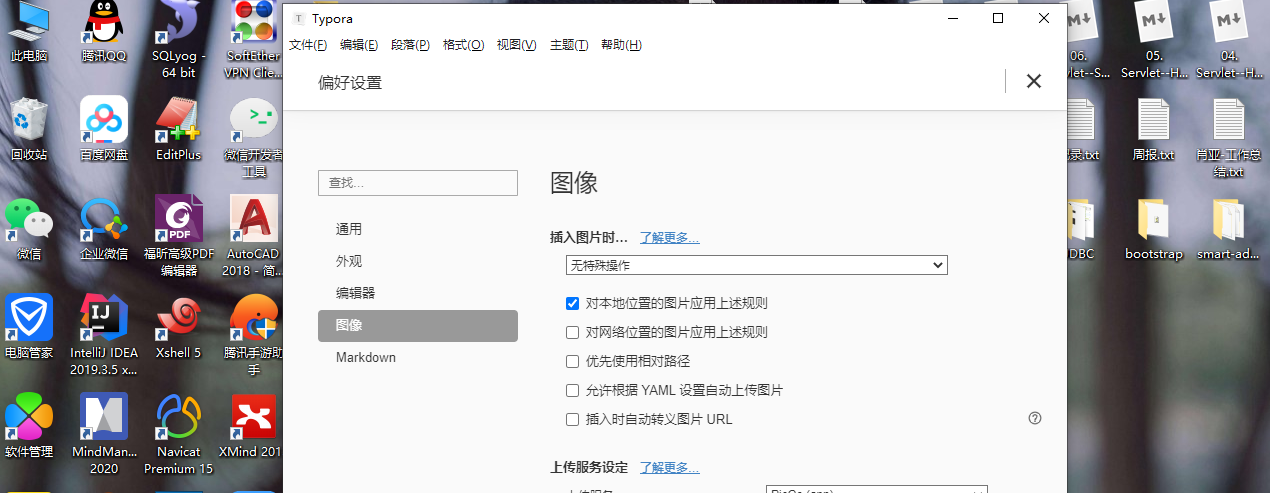 此电脑
腾讯QQ
SQLyog -
64 bit
SoftEther
VPN Clie...
回收站
百度网盘
EditPlus
微信开发者
工具
微信
企业微信
福昕高级PDF
编辑器
AutoCAD
2018 - 简...
电脑管家
IntelliJ IDEA
2019.3.5 x...
Xshell 5
腾讯手游助
手
软件管理
MindMan...
2020
Navicat
Premium 15
XMind 201
Typora
文件(F) 编辑(E) 段落(P) 格式(O) 视图(V) 主题(T) 帮助(H)
偏好设置
查找...
通用
外观
编辑器
图像
Markdown
图像
插入图片时... 了解更多...
无特殊操作
对本地位置的图片应用上述规则
对网络位置的图片应用上述规则
优先使用相对路径
允许根据 YAML 设置自动上传图片
插入时自动转义图片 URL
上传服务设定 了解更多...
06.
vlet--S...
05.
Servlet--H...
04.
Servlet--H...
录.txt
周报.txt
肖亚-工作总
结.txt
DBC
bootstrap
smart-ad...